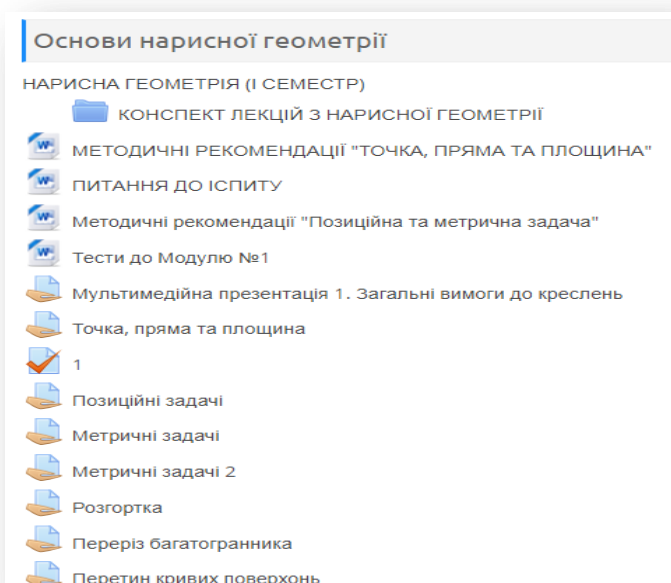 Основи нарисної геометрії
НАРИСНА ГЕОМЕТРІЯ (І СЕМЕСТР)
КОНСПЕКТ ЛЕКЦІЙ З НАРИСНОЇ ГЕОМЕТРІЇ
МЕТОДИЧНІ РЕКОМЕНДАЦІЇ "ТОЧКА, ПРЯМА ТА ПЛОЩИНА"
ПИТАННЯ ДО ІСПИТУ
Методичні рекомендації "Позиційна та метрична задача"
Тести до Модулю №1
Мультимедійна презентація 1. Загальні вимоги до креслень
Точка, пряма та площина
1
Позиційні задачі
Метричні задачі
Метричні задачі 2
Розгортка
Переріз багатогранника
Перетин кривих поверхонь